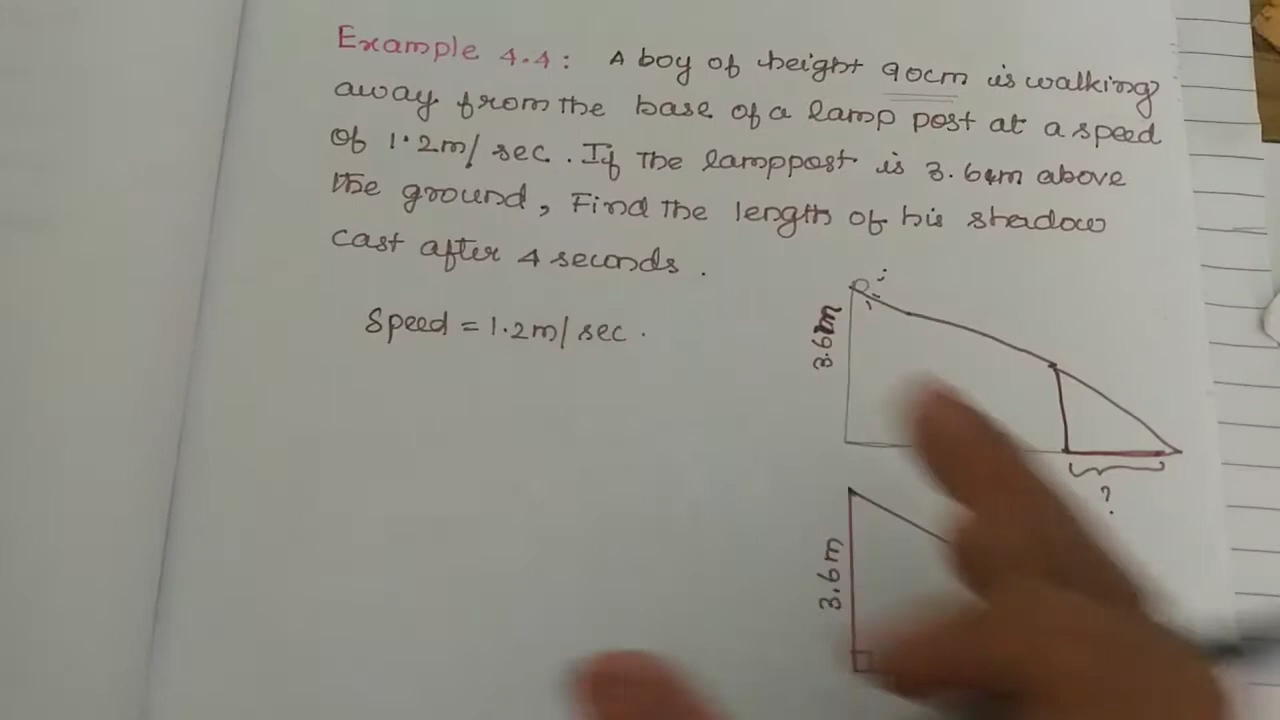 Example 4.4: A boy of height 90cm is walking
away from the base of a lamp post at a speed
of 1.2m/sec. If the lamppost is 3.6m above
the ground, Find the length of his shadow
cast after 4 seconds.
Speed = 1.2m/sec.
3.6m
?
3.6m